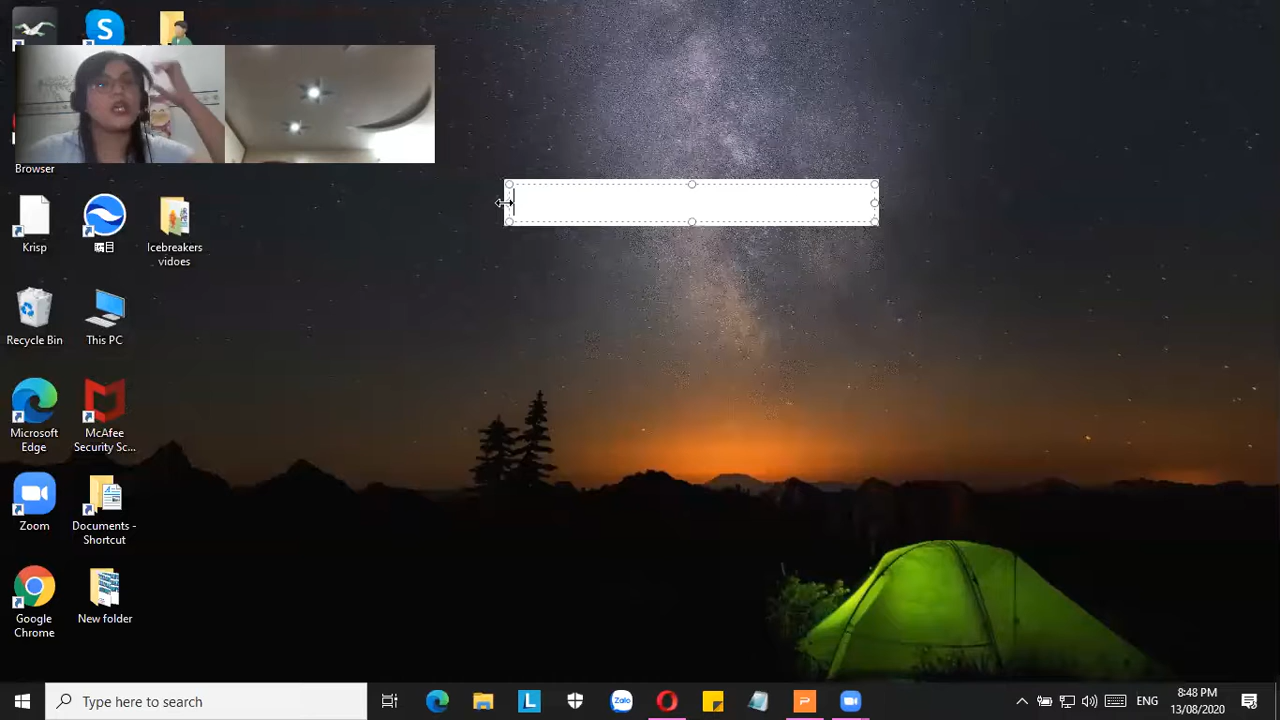 Browser
Krisp
Icebreakers
vidoes
Recycle Bin
This PC
Microsoft
Edge
McAfee
Security Sc...
Zoom
Documents -
Shortcut
Google
Chrome
New folder
Type here to search
L
Zalo
ENG
8:48 PM
13/08/2020